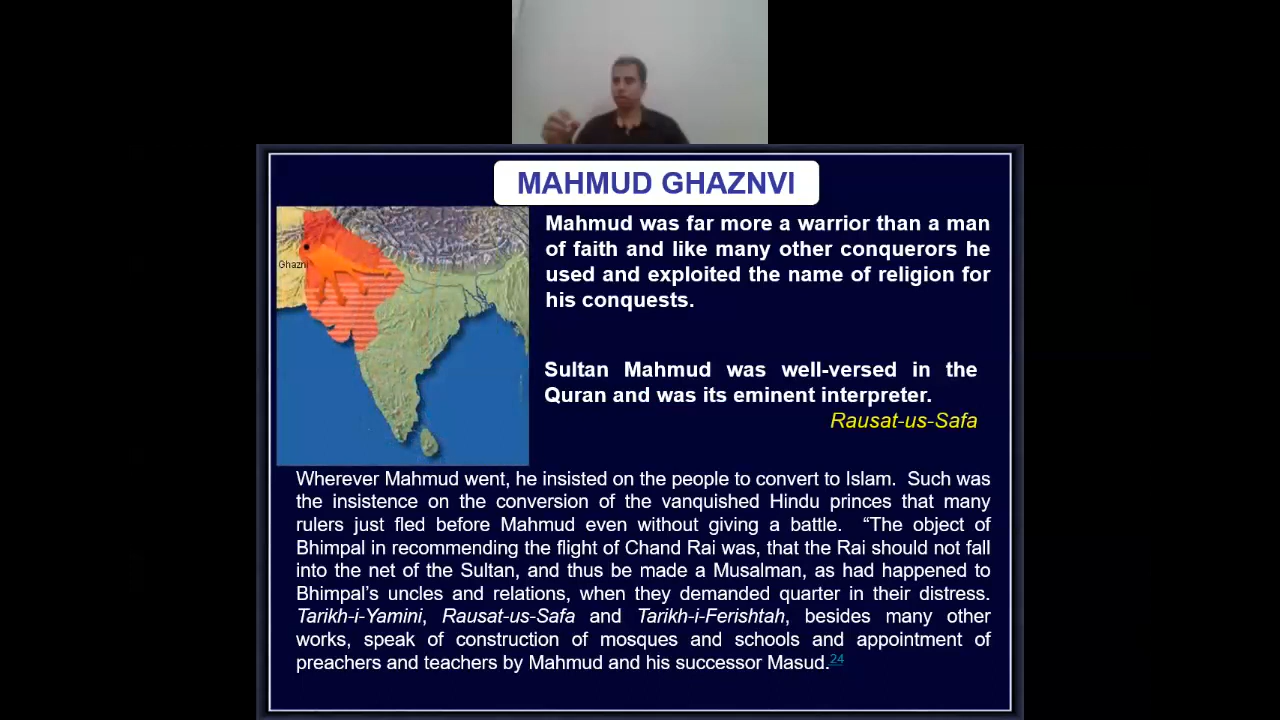 MAHMUD GHAZNVI
Ghazni
Mahmud was far more a warrior than a man
of faith and like many other conquerors he
used and exploited the name of religion for
his conquests.
Sultan Mahmud was well-versed in the
Quran and was its eminent interpreter.
Rausat-us-Safa
Wherever Mahmud went, he insisted on the people to convert to Islam. Such was
the insistence on the conversion of the vanquished Hindu princes that many
rulers just fled before Mahmud even without giving a battle. “The object of
Bhimpal in recommending the flight of Chand Rai was, that the Rai should not fall
into the net of the Sultan, and thus be made a Musalman, as had happened to
Bhimpal’s uncles and relations, when they demanded quarter in their distress.
Tarikh-i-Yamini, Rausat-us-Safa and Tarikh-i-Ferishtah, besides many other
works, speak of construction of mosques and schools and appointment of
preachers and teachers by Mahmud and his successor Masud.24